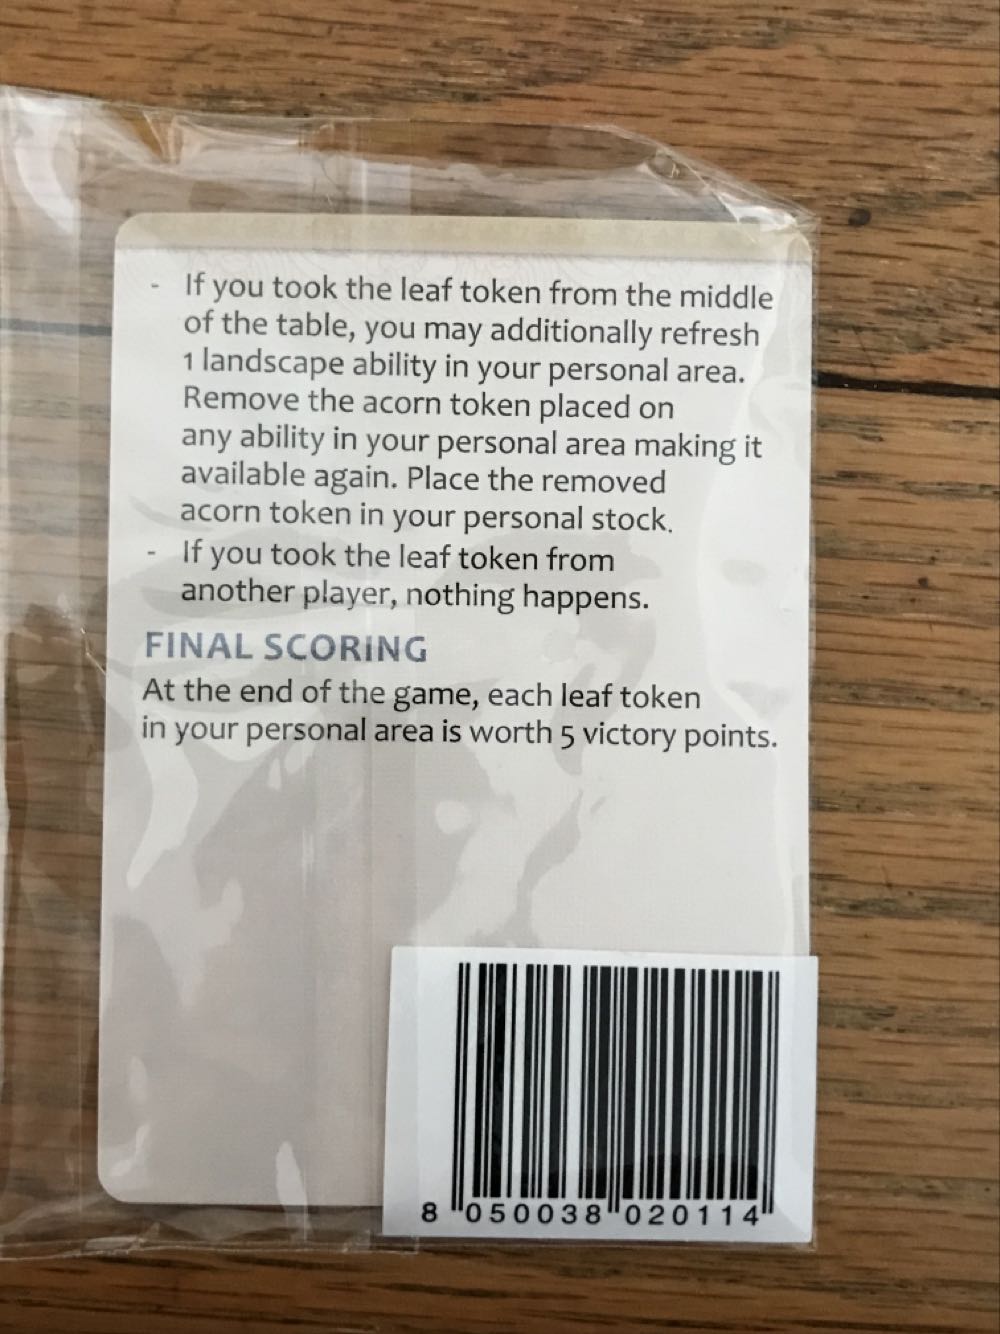 - If you took the leaf token from the middle
of the table, you may additionally refresh
1 landscape ability in your personal area.
Remove the acorn token placed on
any ability in your personal area making it
available again. Place the removed
acorn token in your personal stock.
- If you took the leaf token from
another player, nothing happens.
FINAL SCORING
At the end of the game, each leaf token
in your personal area is worth 5 victory points.
8 050038 020114